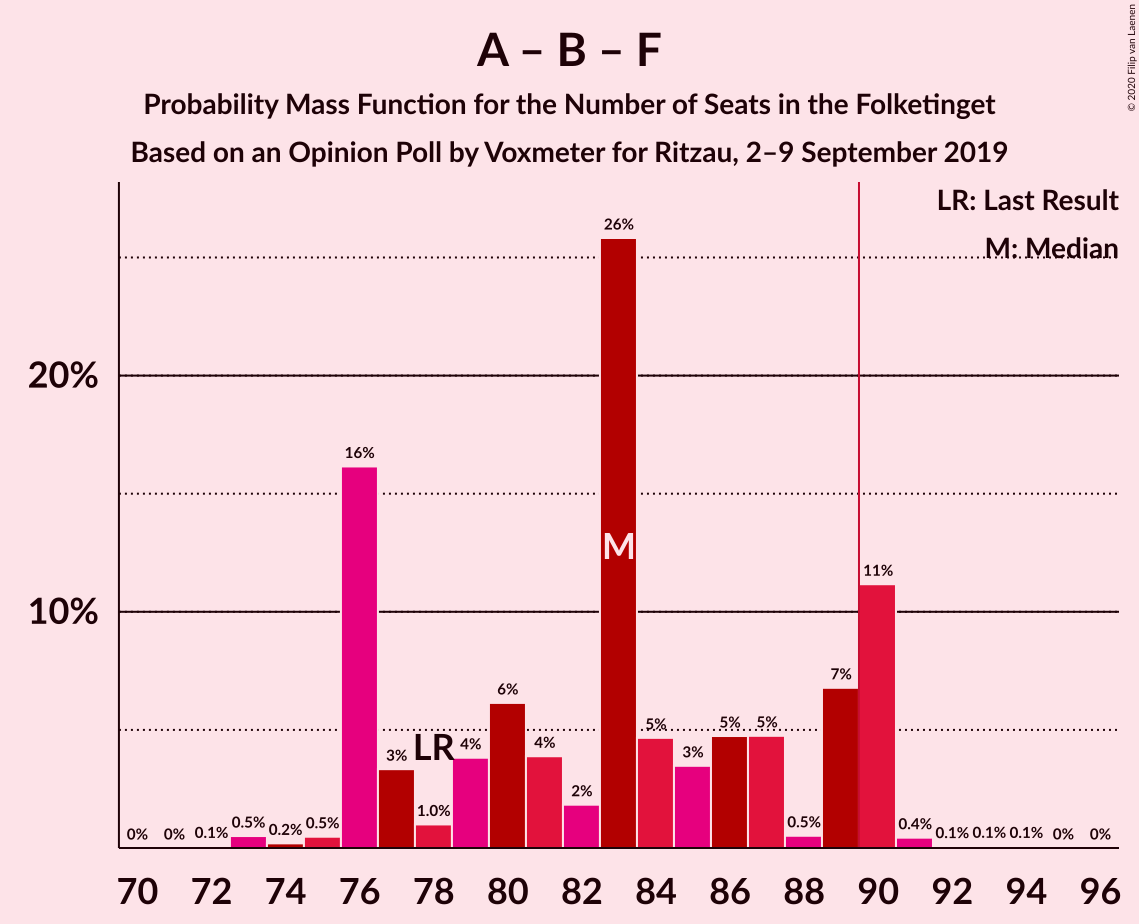 A – B – F
Probability Mass Function for the Number of Seats in the Folketinget
Based on an Opinion Poll by Voxmeter for Ritzau, 2–9 September 2019
© 2020 Filip van Laenen
LR: Last Result
M: Median
20%
10%
0% 0% 0.1% 0.5% 0.2% 0.5% 16% 3% 1.0% 4% 6% 4% 2% 26% 5% 3% 5% 5% 0.5% 7% 11% 0.4% 0.1% 0.1% 0.1% 0% 0%
LR
M
70 72 74 76 78 80 82 84 86 88 90 92 94 96